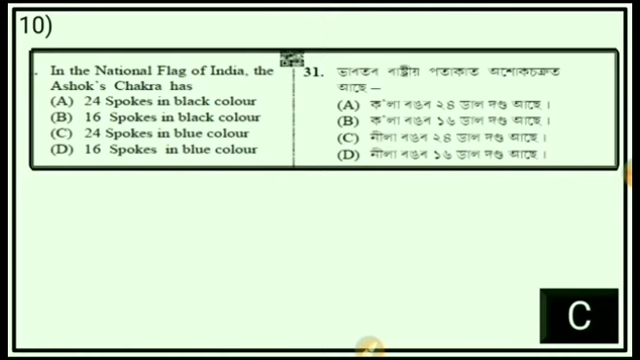 10)
. In the National Flag of India, the
Ashok's Chakra has
(A) 24 Spokes in black colour
(B) 16 Spokes in black colour
(C) 24 Spokes in blue colour
(D) 16 Spokes in blue colour
31. ভাৰতৰ ৰাষ্ট্ৰীয় পতাকাত অশোকচক্ৰত
আছে –
(A) ক'লা ৰঙৰ ২৪ ডাল দণ্ড আছে।
(B) ক'লা ৰঙৰ ১৬ ডাল দণ্ড আছে।
(C) নীলা ৰঙৰ ২৪ ডাল দণ্ড আছে।
(D) নীলা ৰঙৰ ১৬ ডাল দণ্ড আছে।
C